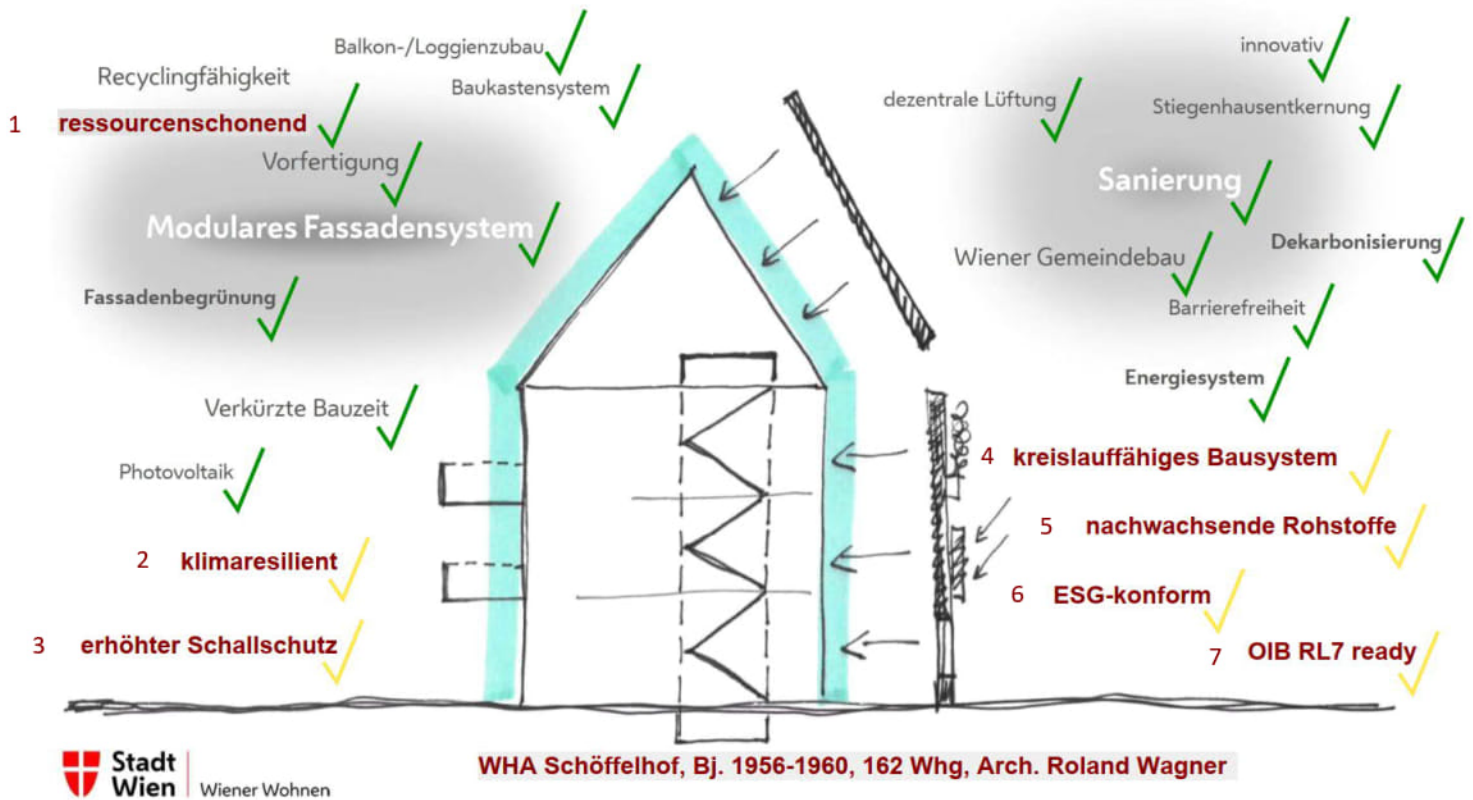 Balkon-/Loggienzubau
Recyclingfähigkeit
Baukastensystem
1 ressourcenschonend
Vorfertigung
Modulares Fassadensystem
Fassadenbegrünung
Verkürzte Bauzeit
Photovoltaik
2 klimaresilient
3 erhöhter Schallschutz
innovativ
dezentrale Lüftung
Stiegenhausentkernung
Sanierung
Dekarbonisierung
Wiener Gemeindebau
Barrierefreiheit
Energiesystem
4 kreislauffähiges Bausystem
5 nachwachsende Rohstoffe
6 ESG-konform
7 OIB RL7 ready
WHA Schöffelhof, Bj. 1956-1960, 162 Whg, Arch. Roland Wagner
Stadt
Wien
Wiener Wohnen